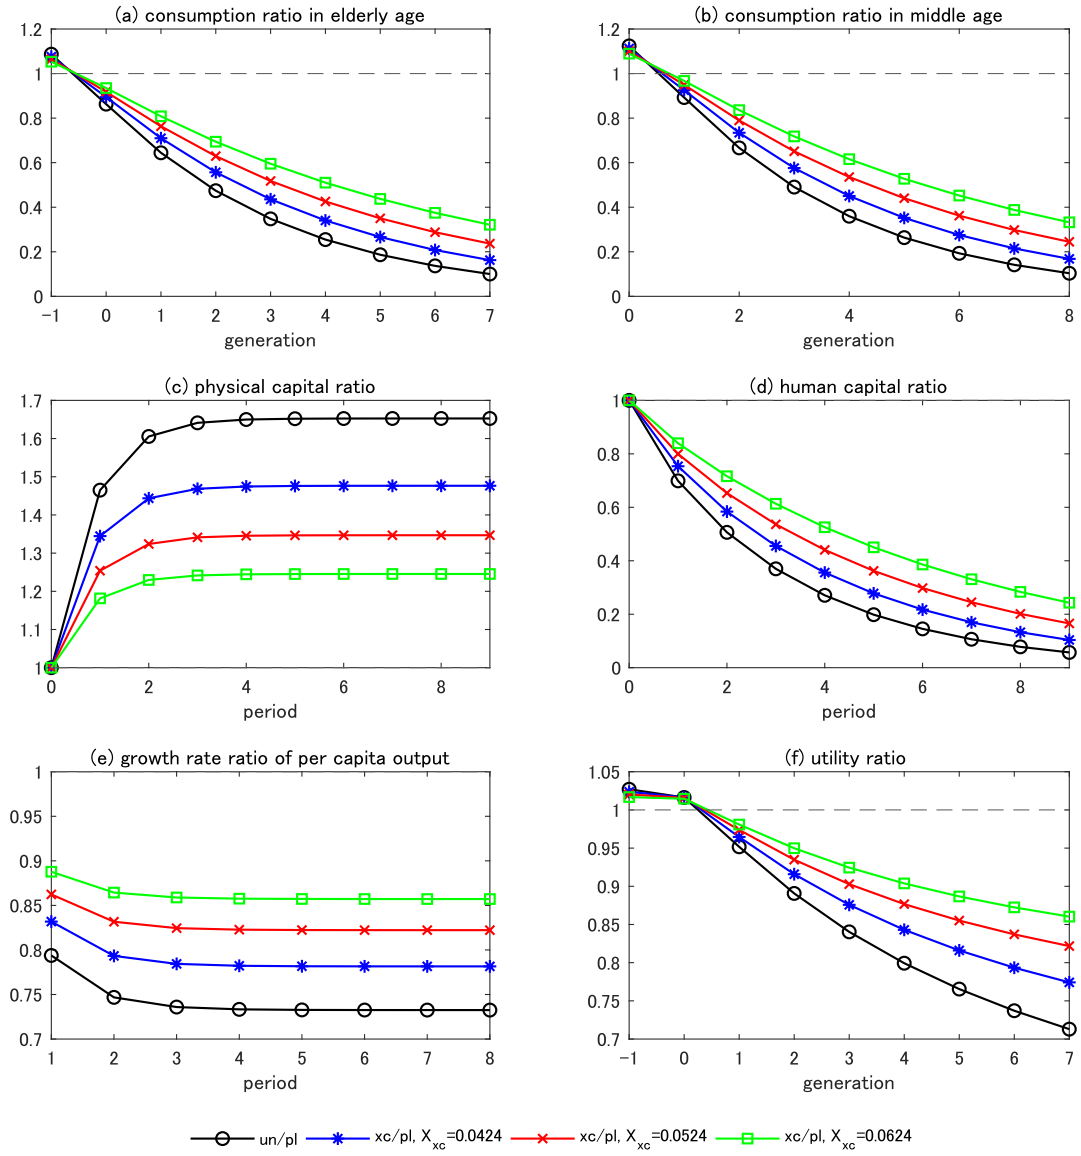 (a) consumption ratio in elderly age
1.2
1
0.8
0.6
0.4
0.2
0
−1 0 1 2 3 4 5 6 7
generation
(b) consumption ratio in middle age
1.2
1
0.8
0.6
0.4
0.2
0
0 2 4 6 8
generation
(c) physical capital ratio
1.7
1.6
1.5
1.4
1.3
1.2
1.1
1
0 2 4 6 8
period
(d) human capital ratio
1
0.8
0.6
0.4
0.2
0
0 2 4 6 8
period
(e) growth rate ratio of per capita output
1
0.95
0.9
0.85
0.8
0.75
0.7
1 2 3 4 5 6 7 8
period
(f) utility ratio
1.05
1
0.95
0.9
0.85
0.8
0.75
0.7
−1 0 1 2 3 4 5 6 7
generation
un/pl xc/pl, X_xc=0.0424 xc/pl, X_xc=0.0524 xc/pl, X_xc=0.0624